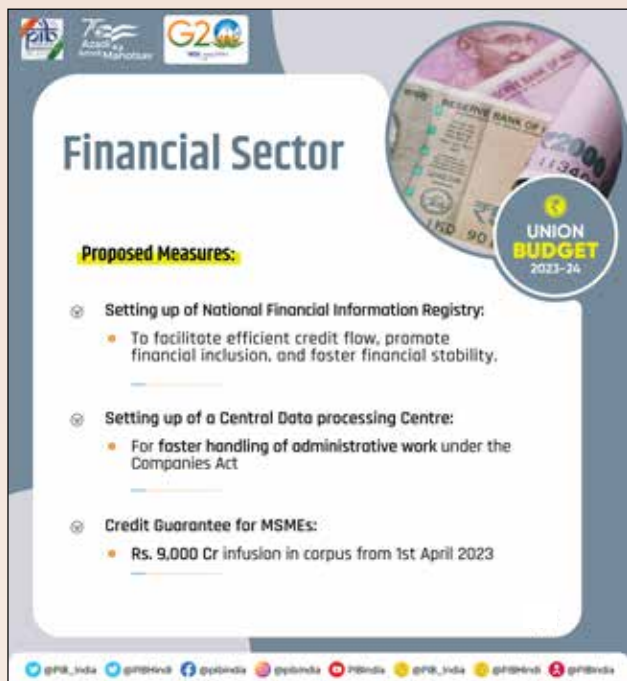 pib
Azadi Ka
Amrit Mahotsav
G20
Financial Sector
RESERVE BANK OF
₹2000
UNION
BUDGET
2023-24
Proposed Measures:
Setting up of National Financial Information Registry:
To facilitate efficient credit flow, promote
financial inclusion, and foster financial stability.
Setting up of a Central Data processing Centre:
For faster handling of administrative work under the
Companies Act
Credit Guarantee for MSMEs:
Rs. 9,000 Cr infusion in corpus from 1st April 2023
@PIB_India @PIBHindi @pibindia @pibindia PIBIndia @PIB_India @PIBHindi @PIBIndia